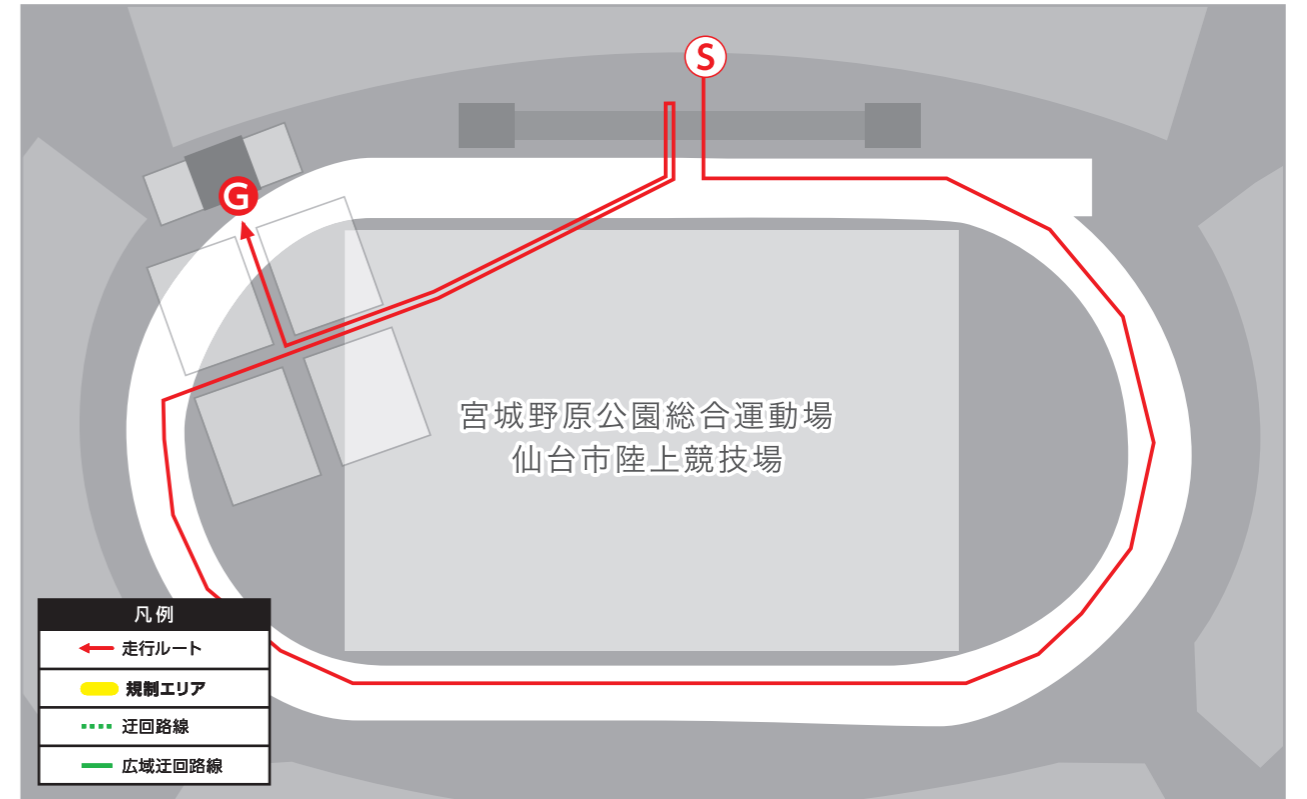 S
G
宮城野原公園総合運動場
仙台市陸上競技場
凡例
走行ルート
規制エリア
迂回路線
広域迂回路線